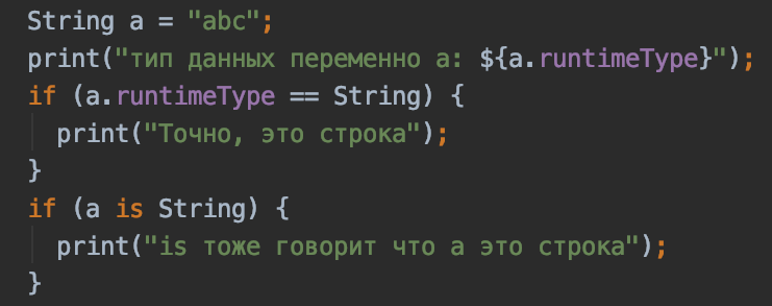 String a = "abc";
print("тип данных переменно а: ${a.runtimeType}");
if (a.runtimeType == String) {
print("Точно, это строка");
}
if (a is String) {
print("is тоже говорит что а это строка");
}